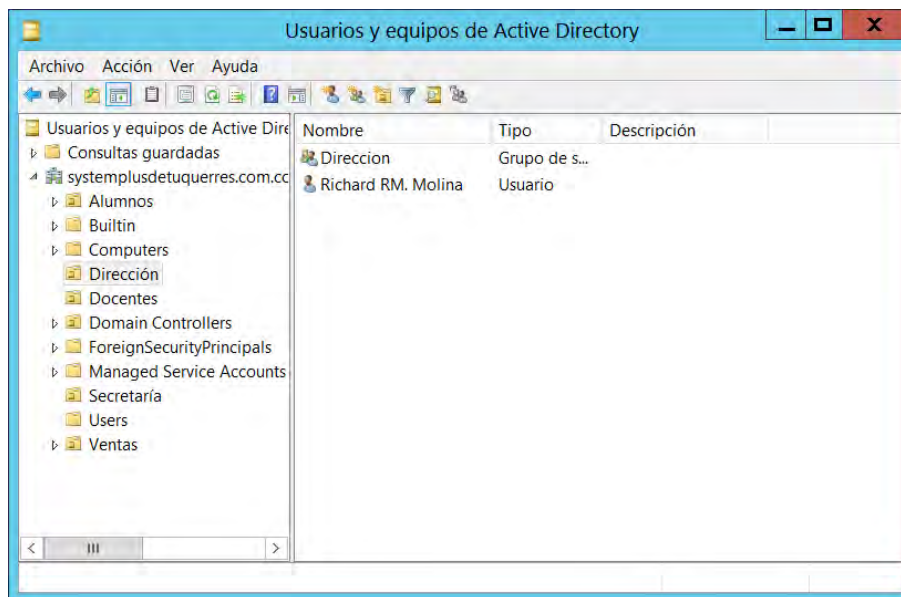 Usuarios y equipos de Active Directory
Archivo Acción Ver Ayuda
Usuarios y equipos de Active Dire
Consultas guardadas
systemplusdetuquerres.com.cc
Alumnos
Builtin
Computers
Dirección
Docentes
Domain Controllers
ForeignSecurityPrincipals
Managed Service Accounts
Secretaría
Users
Ventas
Nombre Tipo Descripción
Direccion Grupo de s...
Richard RM. Molina Usuario